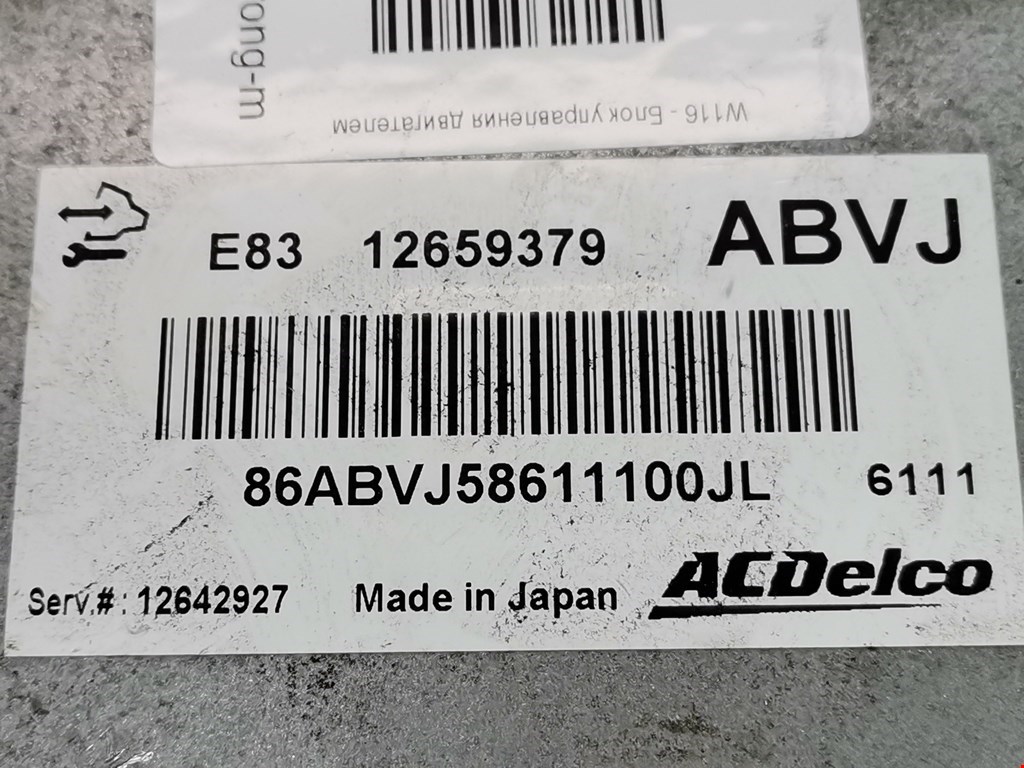 ong-m
W116 - Блок управления двигателем
E83 12659379 ABVJ
86ABVJ58611100JL 6111
Serv.#: 12642927 Made in Japan ACDelco